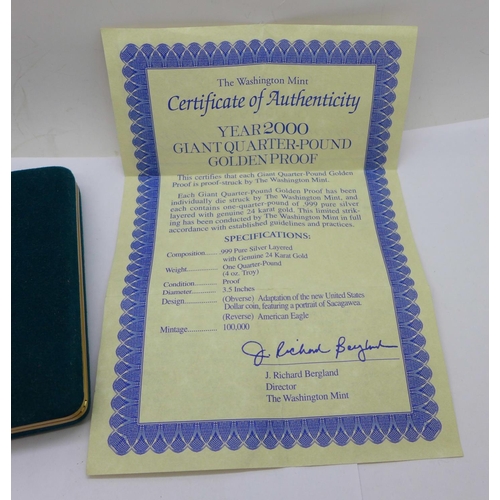 The Washington Mint
Certificate of Authenticity
YEAR 2000
GIANT QUARTER-POUND
GOLDEN PROOF
This certifies that each Giant Quarter-Pound Golden
Proof is proof-struck by The Washington Mint.
Each Giant Quarter-Pound Golden Proof has been
individually die struck by The Washington Mint, and
each contains one quarter-pound of .999 pure silver
layered with genuine 24 karat gold. This limited strik-
ing has been conducted by The Washington Mint in full
accordance with established guidelines and practices.
SPECIFICATIONS:
Composition..........999 Pure Silver Layered
with Genuine 24 Karat Gold
Weight..............One Quarter-Pound
(4 oz. Troy)
Condition ............Proof
Diameter..............3.5 Inches
Design.................(Obverse) Adaptation of the new United States
Dollar coin, featuring a portrait of Sacagawea.
(Reverse) American Eagle
Mintage...............100,000
J. Richard Bergland
J. Richard Bergland
Director
The Washington Mint